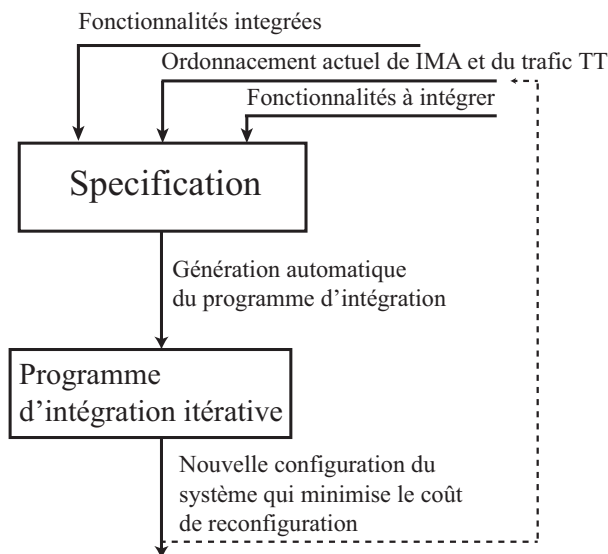 Fonctionnalités integrées
Ordonnacement actuel de IMA et du trafic TT
Fonctionnalités à intégrer
Specification
Génération automatique
du programme d'intégration
Programme
d'intégration itérative
Nouvelle configuration du
système qui minimise le coût
de reconfiguration